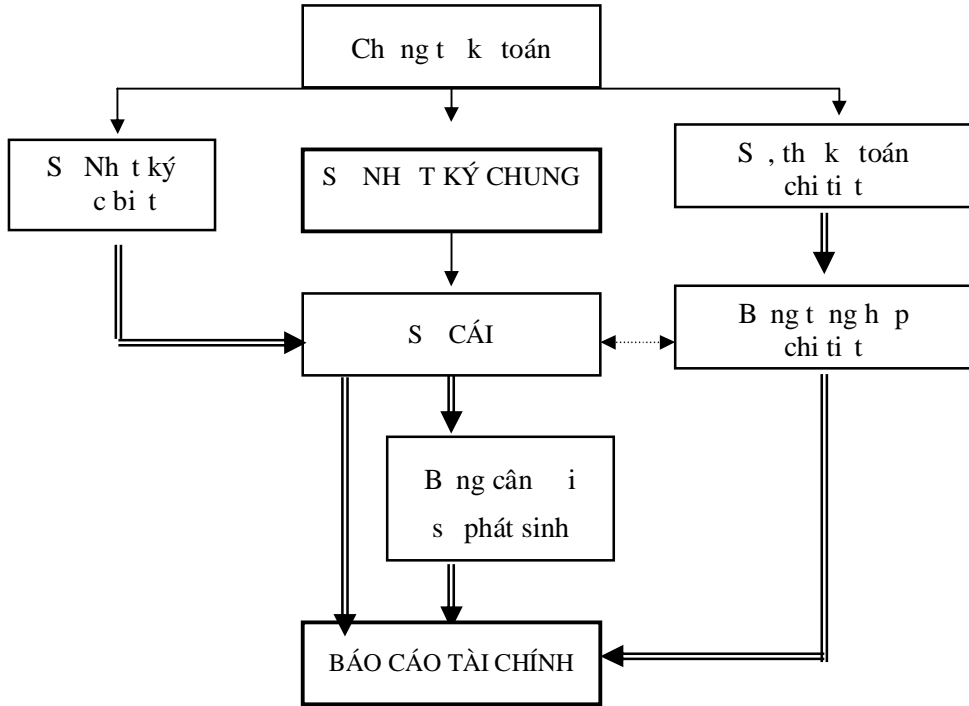 Ch ng t k toán
S Nh t ký
c bi t
S NH T KÝ CHUNG
S , th k toán
chi ti t
S CÁI
B ng t ng h p
chi ti t
B ng cân i
s phát sinh
BÁO CÁO TÀI CHÍNH